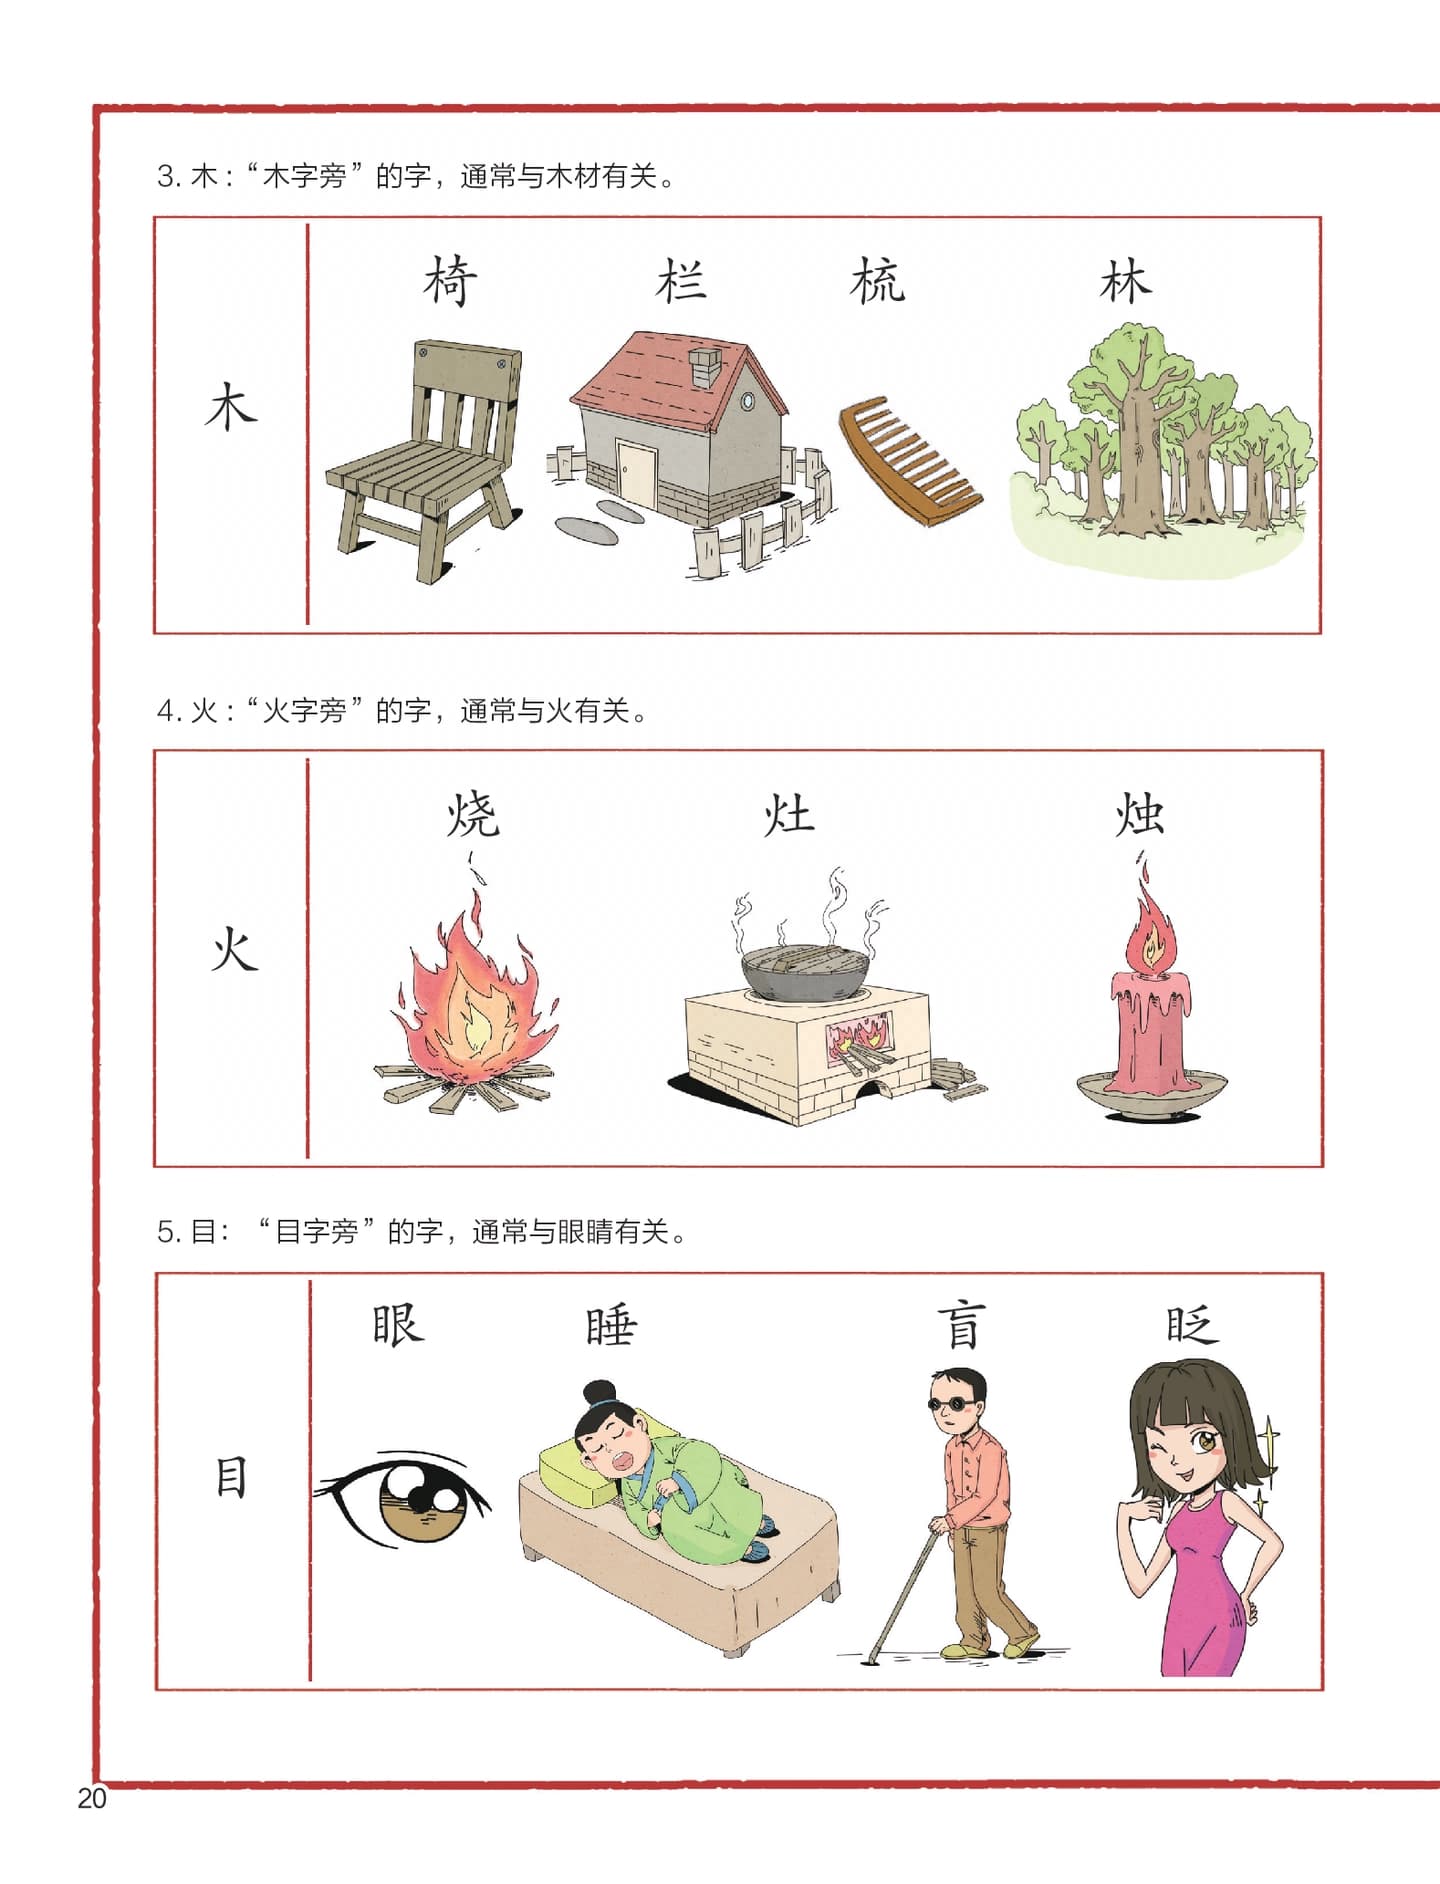 3. 木：“木字旁”的字，通常与木材有关。
椅 栏 梳 林
木
4. 火：“火字旁”的字，通常与火有关。
烧 灶 烛
火
5. 目： “目字旁”的字，通常与眼睛有关。
眼 睡 盲 眨
目
20